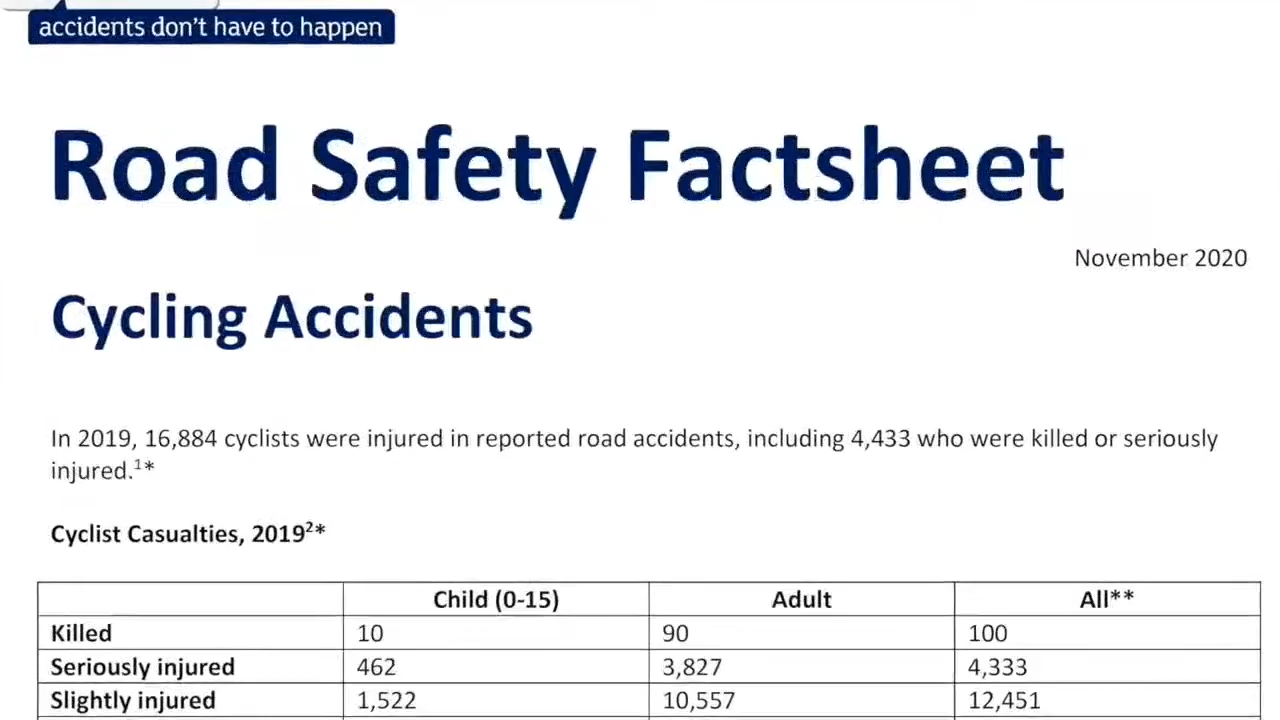 accidents don't have to happen
Road Safety Factsheet
November 2020
Cycling Accidents
In 2019, 16,884 cyclists were injured in reported road accidents, including 4,433 who were killed or seriously
injured.¹*
Cyclist Casualties, 2019²*
Child (0-15) Adult All**
Killed 10 90 100
Seriously injured 462 3,827 4,333
Slightly injured 1,522 10,557 12,451